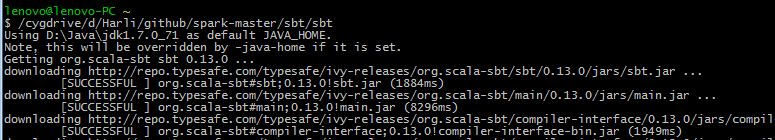 lenovo@lenovo-PC ~
$ /cygdrive/d/Harli/github/spark-master/sbt/sbt
Using D:\Java\jdk1.7.0_71 as default JAVA_HOME.
Note, this will be overridden by -java-home if it is set.
Getting org.scala-sbt sbt 0.13.0 ...
downloading http://repo.typesafe.com/typesafe/ivy-releases/org.scala-sbt/sbt/0.13.0/jars/sbt.jar ...
[SUCCESSFUL ] org.scala-sbt#sbt;0.13.0!sbt.jar (1884ms)
downloading http://repo.typesafe.com/typesafe/ivy-releases/org.scala-sbt/main/0.13.0/jars/main.jar ...
[SUCCESSFUL ] org.scala-sbt#main;0.13.0!main.jar (8296ms)
downloading http://repo.typesafe.com/typesafe/ivy-releases/org.scala-sbt/compiler-interface/0.13.0/jars/compil
[SUCCESSFUL ] org.scala-sbt#compiler-interface;0.13.0!compiler-interface-bin.jar (1949ms)